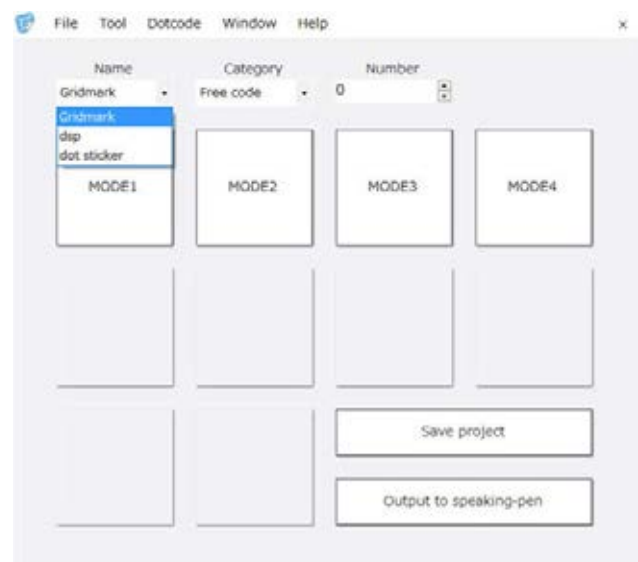 File Tool Dotcode Window Help
Name Category Number
Gridmark Free code 0
Gridmark
dsp
dot sticker
MODE1 MODE2 MODE3 MODE4
Save project
Output to speaking-pen